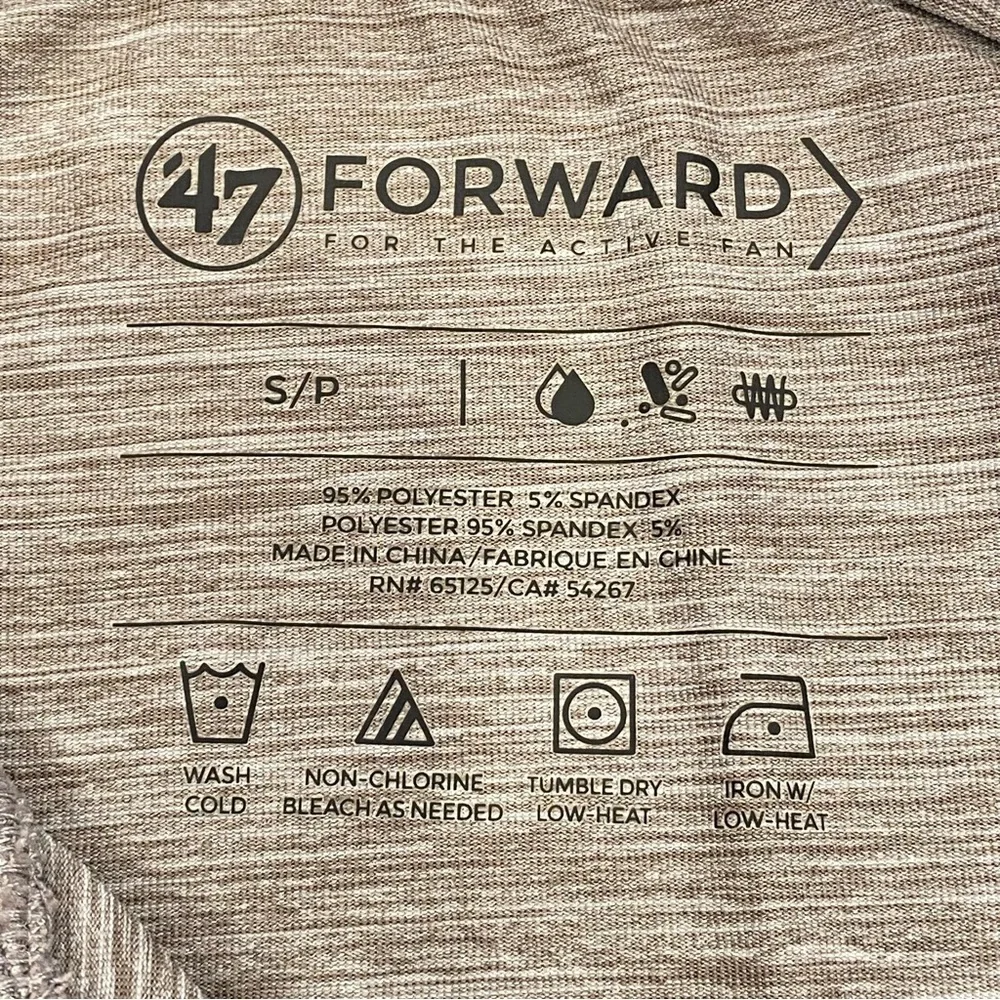 '47 FORWARD
FOR THE ACTIVE FAN
S/P
95% POLYESTER 5% SPANDEX
POLYESTER 95% SPANDEX 5%
MADE IN CHINA/FABRIQUE EN CHINE
RN# 65125/CA# 54267
WASH
COLD
NON-CHLORINE
BLEACH AS NEEDED
TUMBLE DRY
LOW-HEAT
IRON W/
LOW-HEAT